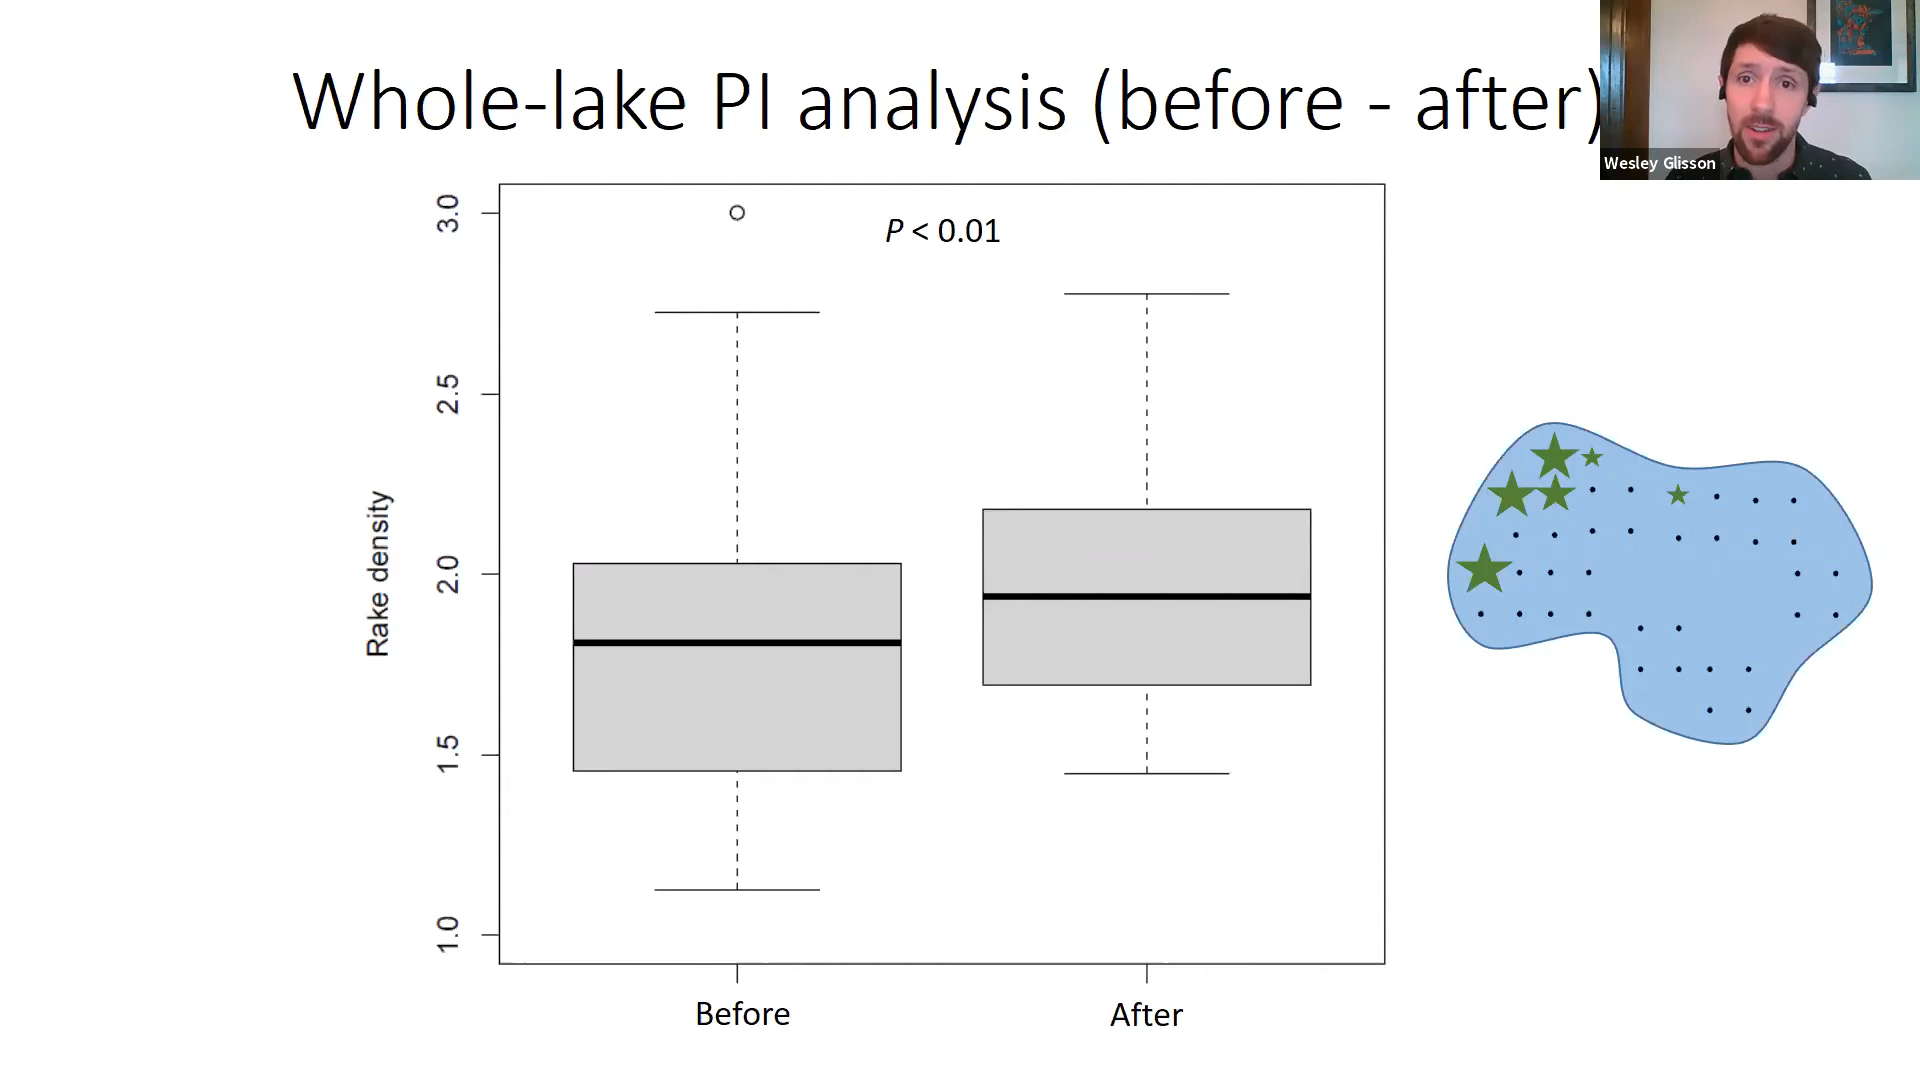 Whole-lake PI analysis (before - after)
Wesley Glisson
P < 0.01
3.0
2.5
2.0
1.5
1.0
Rake density
Before
After